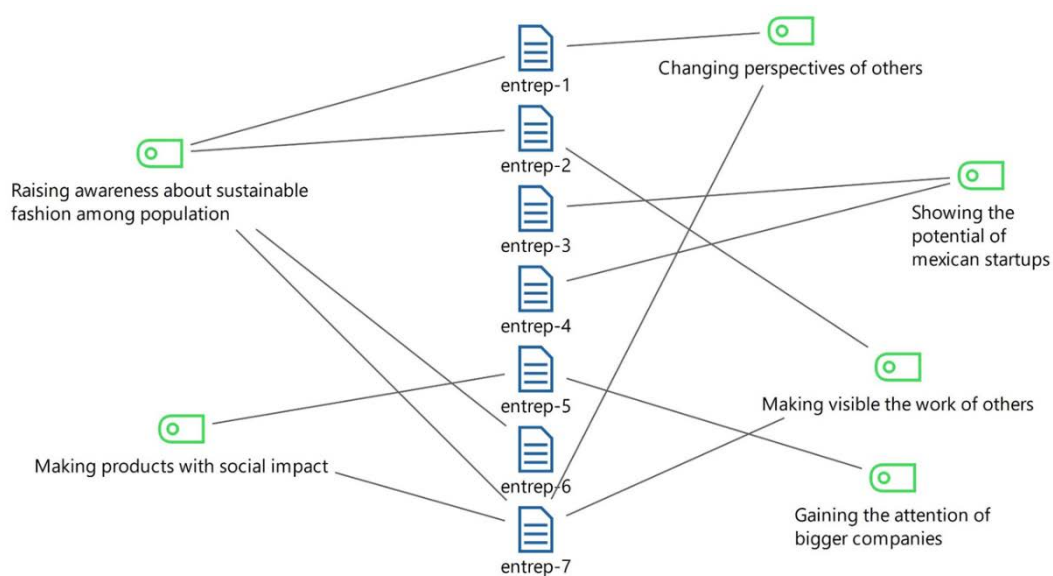 entrep-1
Changing perspectives of others
entrep-2
Raising awareness about sustainable
fashion among population
entrep-3
Showing the
potential of
mexican startups
entrep-4
entrep-5
Making visible the work of others
Making products with social impact
entrep-6
Gaining the attention of
bigger companies
entrep-7